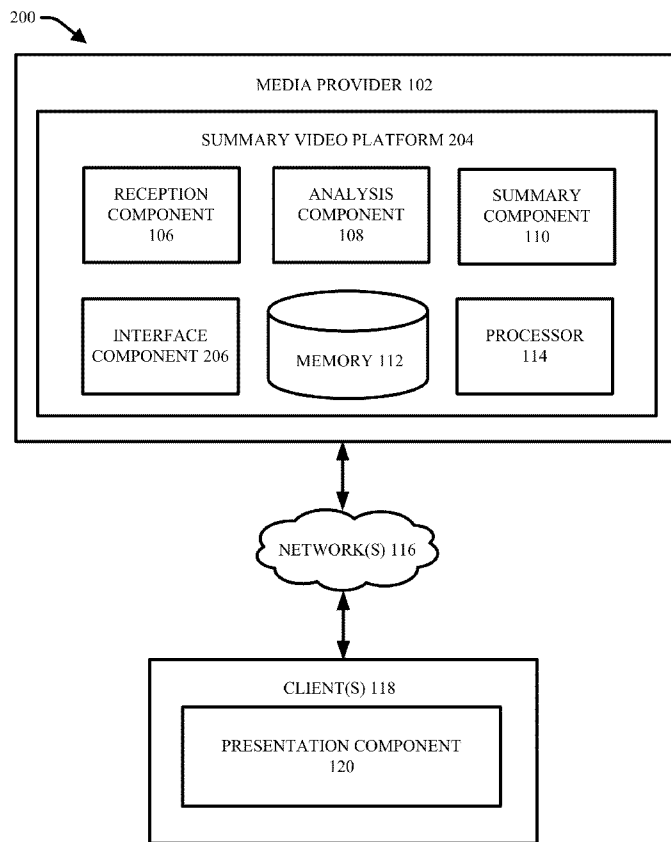 200
MEDIA PROVIDER 102
SUMMARY VIDEO PLATFORM 204
RECEPTION
COMPONENT
106
ANALYSIS
COMPONENT
108
SUMMARY
COMPONENT
110
INTERFACE
COMPONENT 206
MEMORY 112
PROCESSOR
114
NETWORK(S) 116
CLIENT(S) 118
PRESENTATION COMPONENT
120